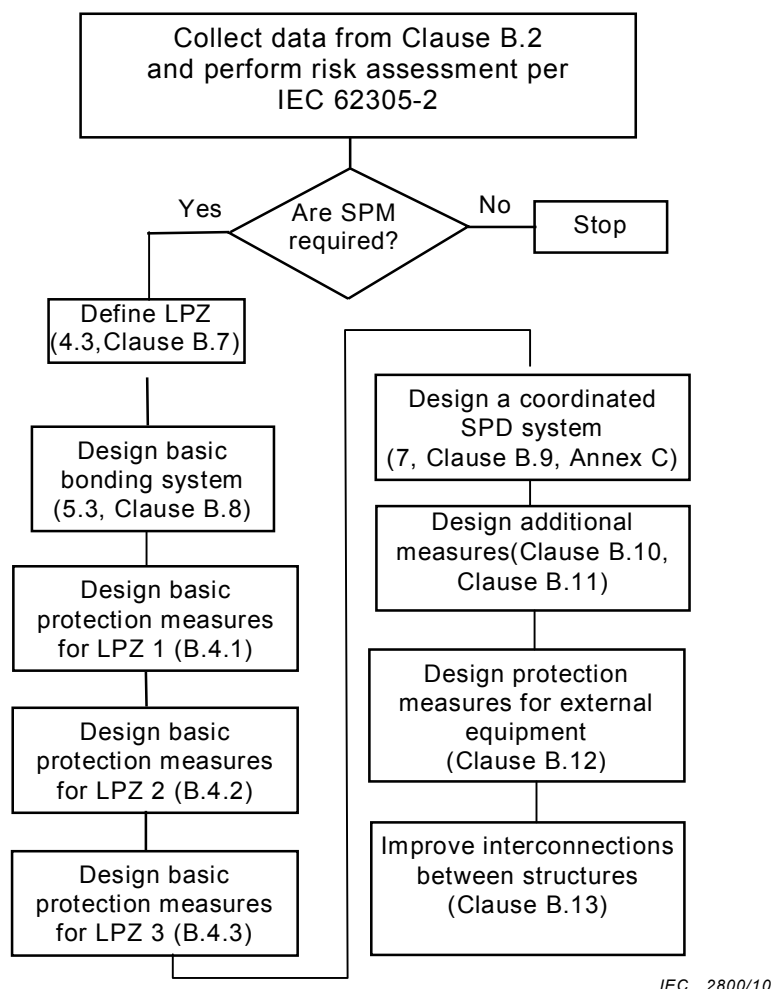 Collect data from Clause B.2
and perform risk assessment per
IEC 62305-2
Yes
Are SPM
required?
No
Stop
Define LPZ
(4.3,Clause B.7)
Design basic
bonding system
(5.3, Clause B.8)
Design basic
protection measures
for LPZ 1 (B.4.1)
Design basic
protection measures
for LPZ 2 (B.4.2)
Design basic
protection measures
for LPZ 3 (B.4.3)
Design a coordinated
SPD system
(7, Clause B.9, Annex C)
Design additional
measures(Clause B.10,
Clause B.11)
Design protection
measures for external
equipment
(Clause B.12)
Improve interconnections
between structures
(Clause B.13)
IEC 2800/10